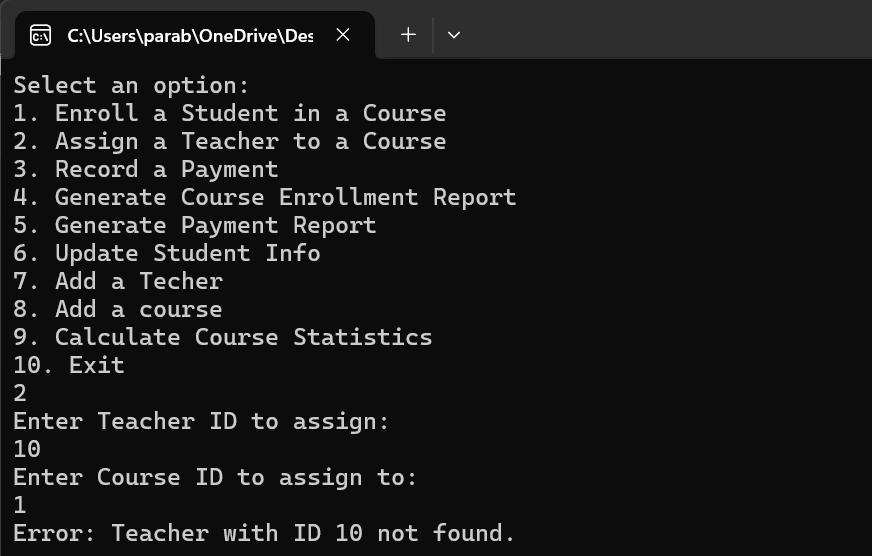 C:\Users\parab\OneDrive\Des
Select an option:
1. Enroll a Student in a Course
2. Assign a Teacher to a Course
3. Record a Payment
4. Generate Course Enrollment Report
5. Generate Payment Report
6. Update Student Info
7. Add a Techer
8. Add a course
9. Calculate Course Statistics
10. Exit
2
Enter Teacher ID to assign:
10
Enter Course ID to assign to:
1
Error: Teacher with ID 10 not found.